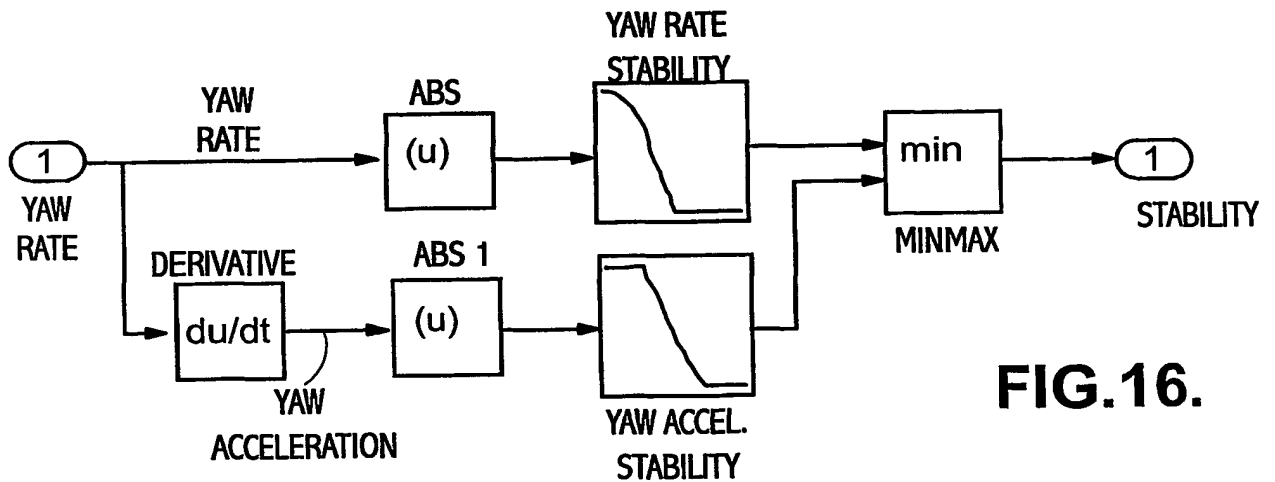 YAW RATE
STABILITY
YAW
RATE
ABS
1
(u)
min
1
YAW
RATE
STABILITY
MINMAX
DERIVATIVE
ABS 1
du/dt
(u)
YAW
ACCELERATION
YAW ACCEL.
STABILITY
FIG.16.